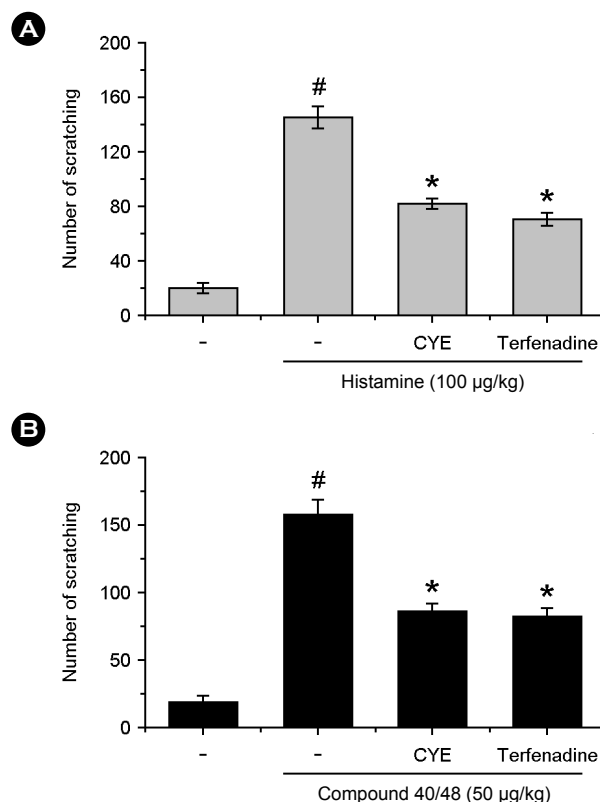 A
Number of scratching
200
160
120
80
40
0
#
*
*
-
-
CYE
Terfenadine
Histamine (100 µg/kg)
B
Number of scratching
200
150
100
50
0
#
*
*
-
-
CYE
Terfenadine
Compound 40/48 (50 µg/kg)